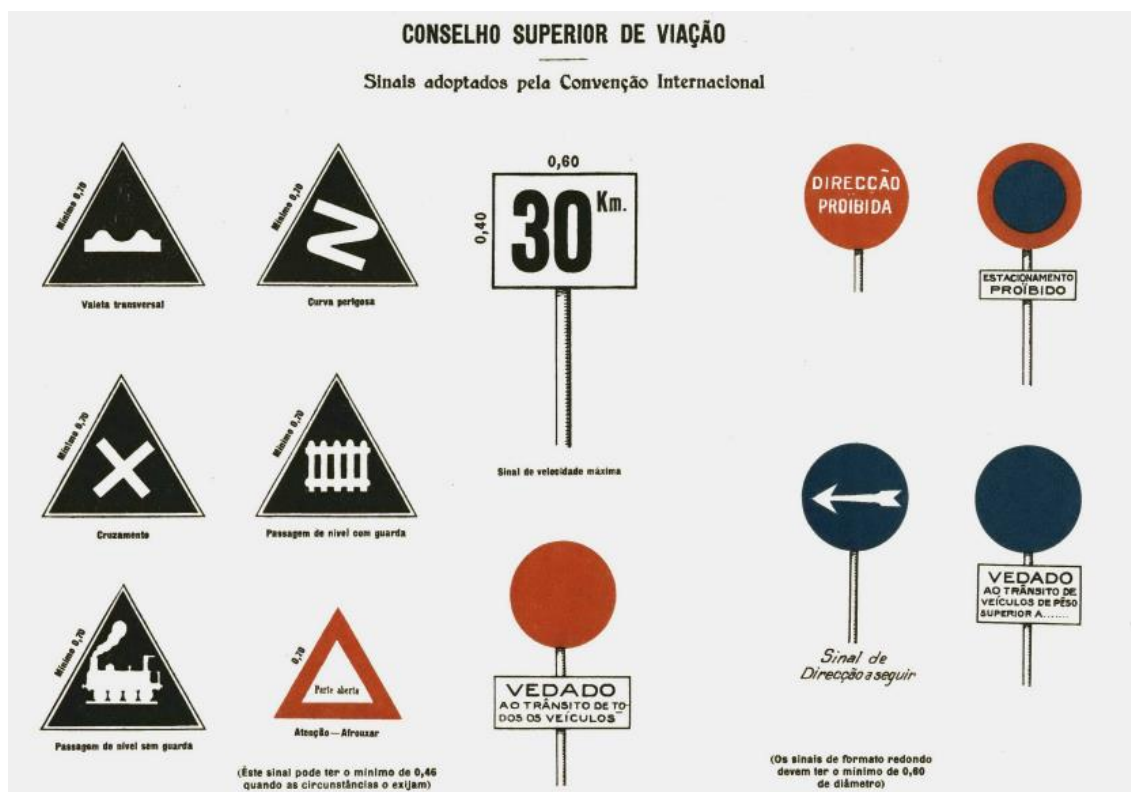 CONSELHO SUPERIOR DE VIAÇÃO
Sinais adoptados pela Convenção Internacional
Mínimo 0,70
Valeta transversal
Mínimo 0,70
Curva perigosa
0,60
0,40
30 Km.
Sinal de velocidade máxima
DIRECÇÃO
PROÏBIDA
ESTACIONAMENTO
PROÏBIDO
Mínimo 0,70
Cruzamento
Mínimo 0,70
Passagem de nivel com guarda
Mínimo 0,70
Passagem de nivel sem guarda
0,70
Parte aberta
Atenção — Afrouxar
(Êste sinal pode ter o mínimo de 0,46
quando as circunstâncias o exijam)
VEDADO
AO TRÂNSITO DE TO-
DOS OS VEÍCULOS
Sinal de
Direcção a seguir
VEDADO
AO TRÂNSITO DE
VEÍCULOS DE PÊSO
SUPERIOR A.......
(Os sinais de formato redondo
devem ter o mínimo de 0,60
de diâmetro)